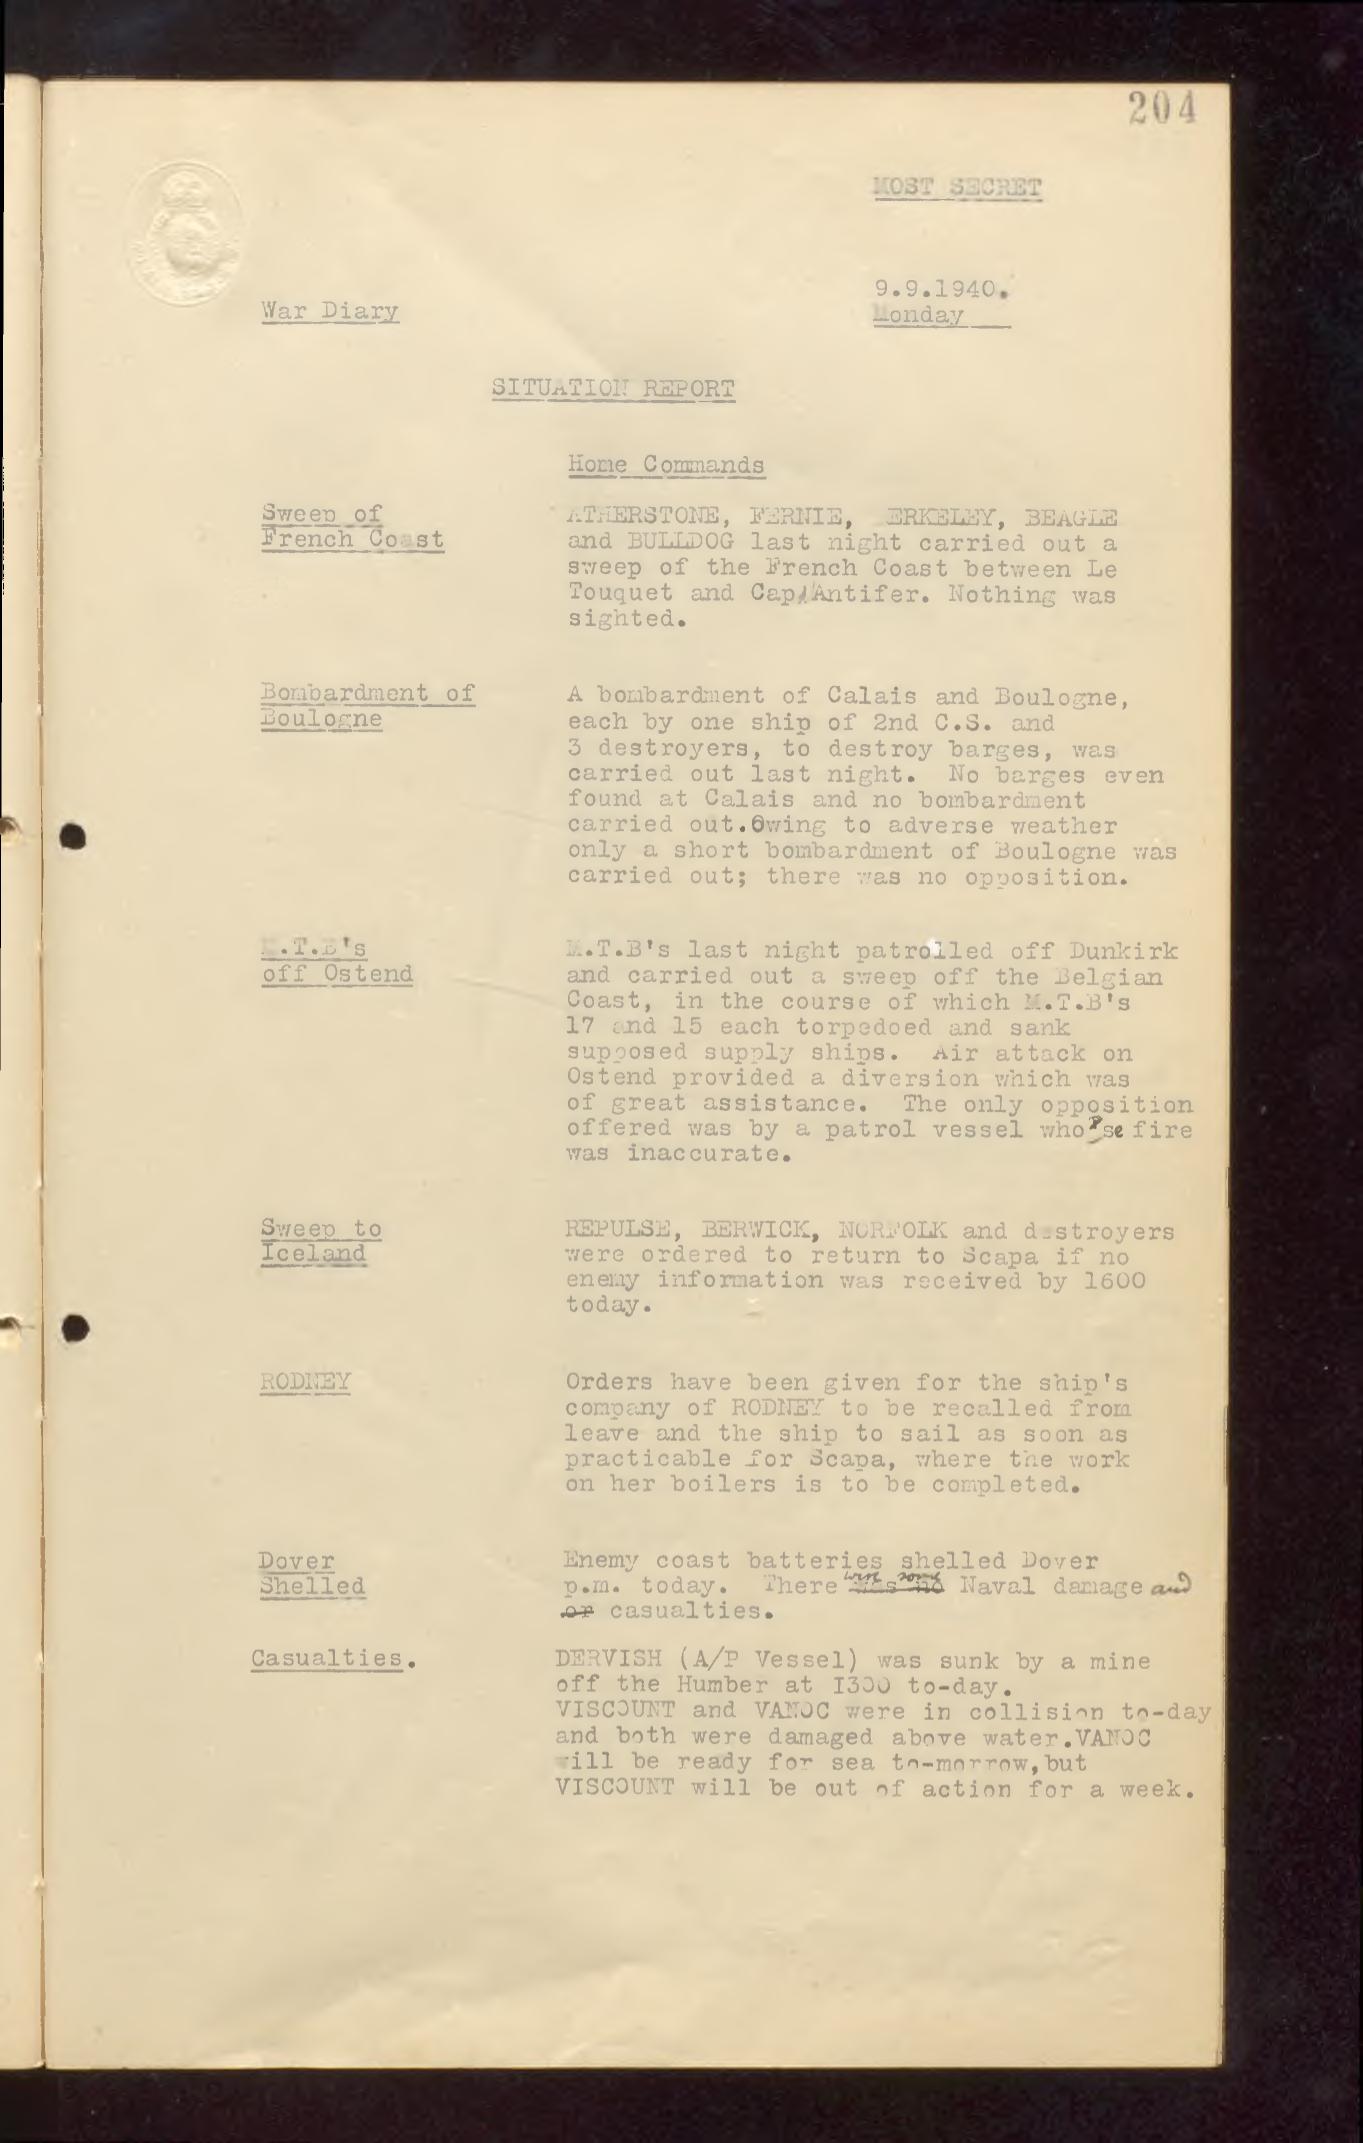 204
MOST SECRET
9.9.1940.
War Diary
Monday
SITUATION REPORT
Home Commands
Sweep of
French Coast
ATHERSTONE, FERNIE, ERKELEY, BEAGLE
and BULLDOG last night carried out a
sweep of the French Coast between Le
Touquet and Cap Antifer. Nothing was
sighted.
Bombardment of
Boulogne
A bombardment of Calais and Boulogne,
each by one ship of 2nd C.S. and
3 destroyers, to destroy barges, was
carried out last night. No barges even
found at Calais and no bombardment
carried out.Owing to adverse weather
only a short bombardment of Boulogne was
carried out; there was no opposition.
M.T.B's
off Ostend
M.T.B's last night patrolled off Dunkirk
and carried out a sweep off the Belgian
Coast, in the course of which M.T.B's
17 and 15 each torpedoed and sank
supposed supply ships. Air attack on
Ostend provided a diversion which was
of great assistance. The only opposition
offered was by a patrol vessel whose fire
was inaccurate.
Sweep to
Iceland
REPULSE, BERWICK, NORFOLK and destroyers
were ordered to return to Scapa if no
enemy information was received by 1600
today.
RODNEY
Orders have been given for the ship's
company of RODNEY to be recalled from
leave and the ship to sail as soon as
practicable for Scapa, where the work
on her boilers is to be completed.
Dover
Shelled
Enemy coast batteries shelled Dover
p.m. today. There was no were some Naval damage and
or casualties.
Casualties.
DERVISH (A/P Vessel) was sunk by a mine
off the Humber at I300 to-day.
VISCOUNT and VANOC were in collision to-day
and both were damaged above water.VANOC
will be ready for sea to-morrow,but
VISCOUNT will be out of action for a week.